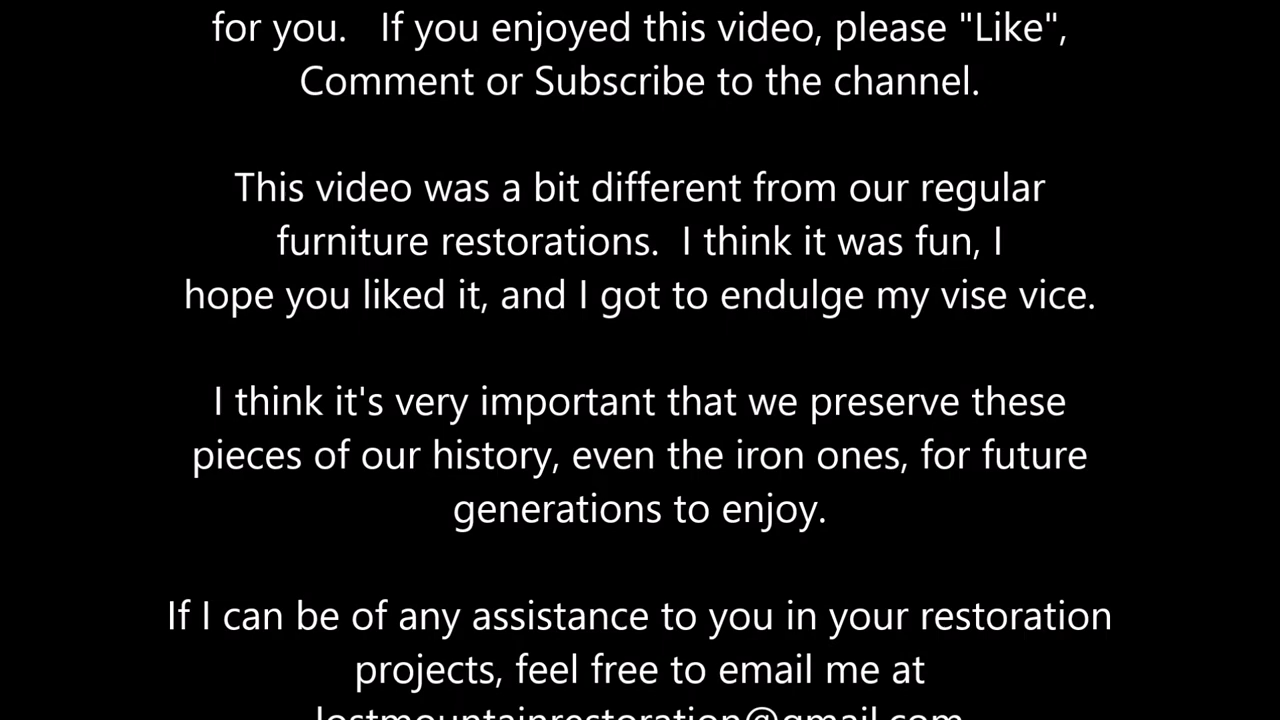 for you.   If you enjoyed this video, please "Like",
Comment or Subscribe to the channel.
This video was a bit different from our regular
furniture restorations.  I think it was fun, I
hope you liked it, and I got to endulge my vise vice.
I think it's very important that we preserve these
pieces of our history, even the iron ones, for future
generations to enjoy.
If I can be of any assistance to you in your restoration
projects, feel free to email me at
lostmountainrestoration@gmail.com